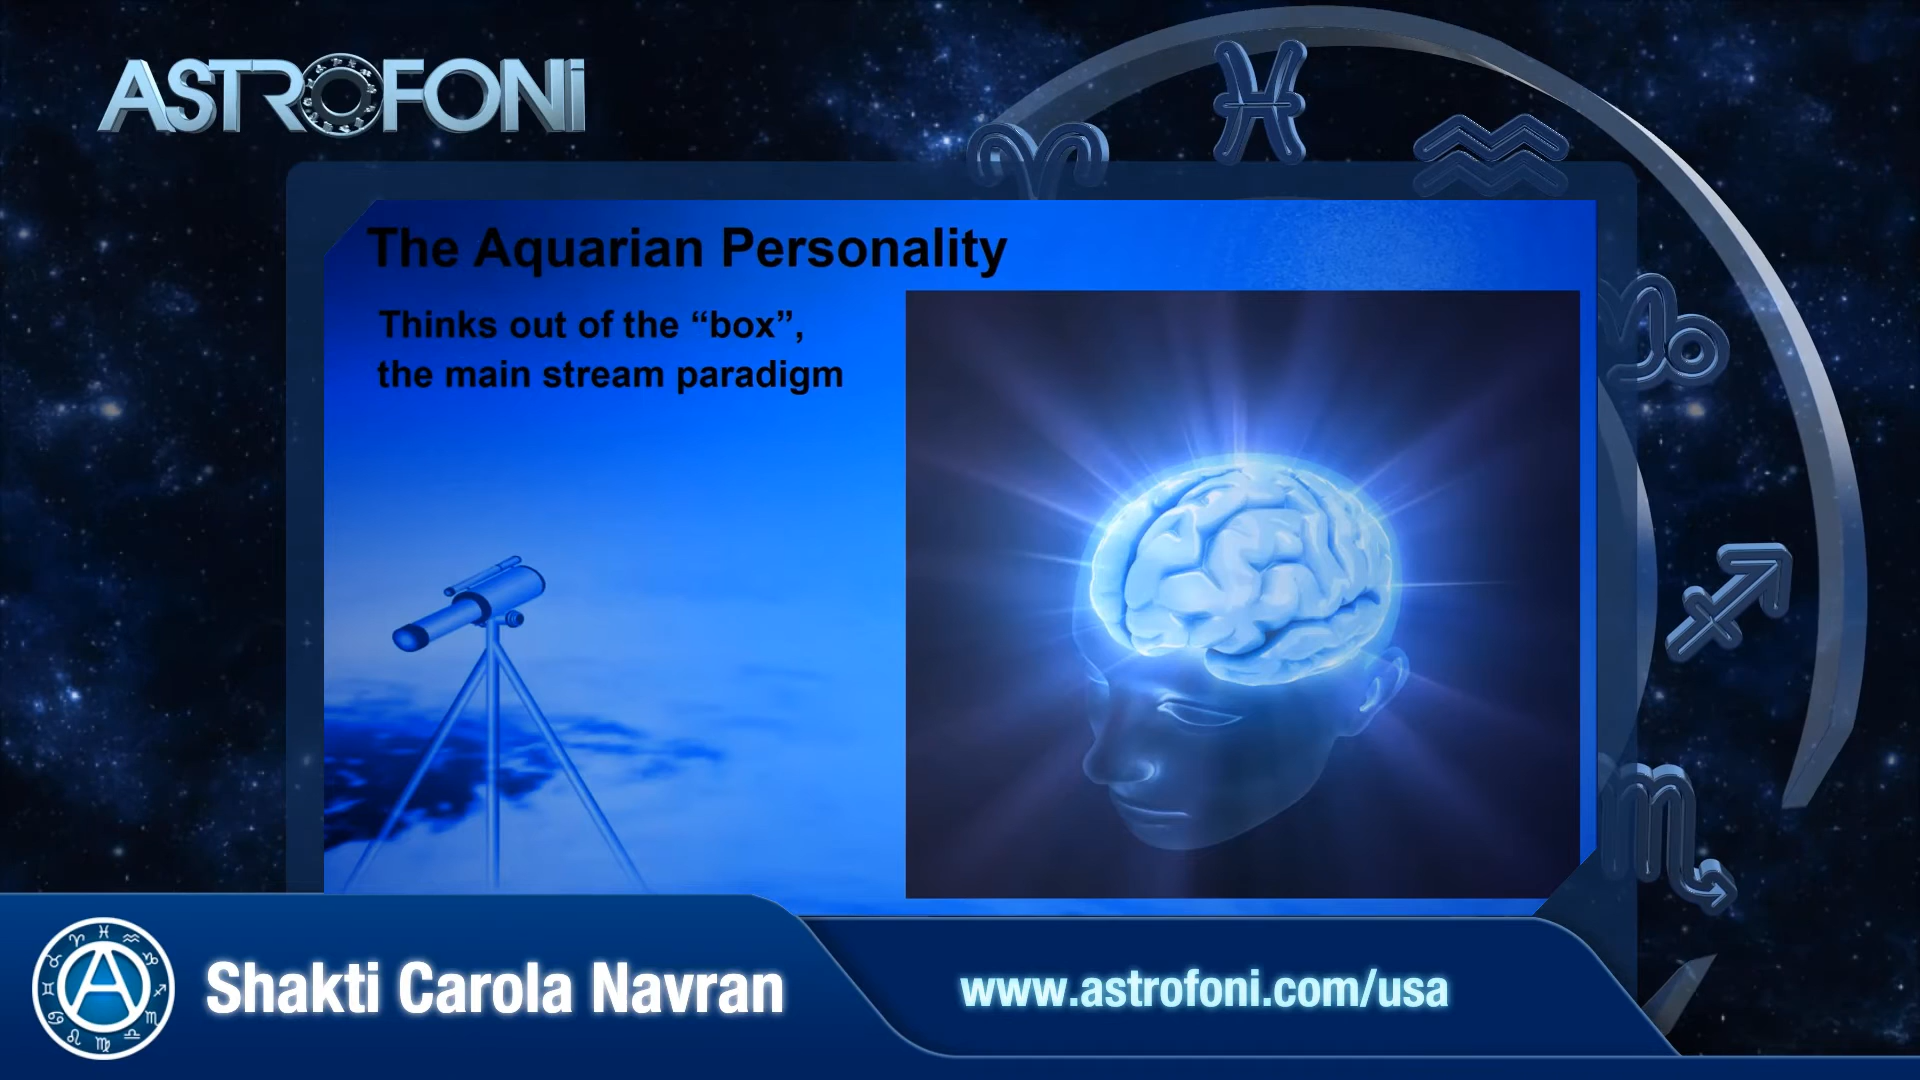 ASTROFONi
The Aquarian Personality
Thinks out of the “box”,
the main stream paradigm
A
Shakti Carola Navran
www.astrofoni.com/usa